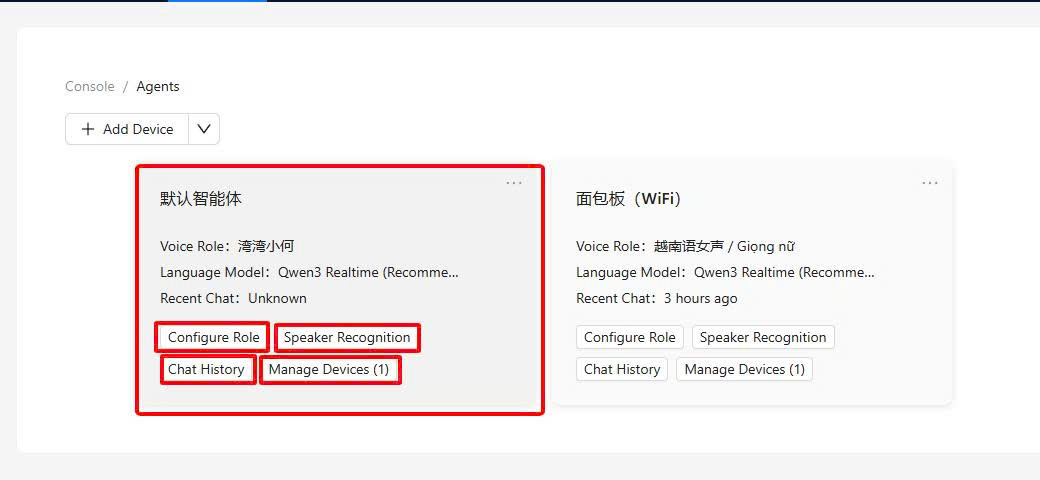 Console / Agents
+ Add Device
默认智能体
Voice Role：湾湾小何
Language Model：Qwen3 Realtime (Recomme...
Recent Chat：Unknown
Configure Role
Speaker Recognition
Chat History
Manage Devices (1)
面包板（WiFi）
Voice Role：越南语女声 / Giọng nữ
Language Model：Qwen3 Realtime (Recomme...
Recent Chat：3 hours ago
Configure Role
Speaker Recognition
Chat History
Manage Devices (1)